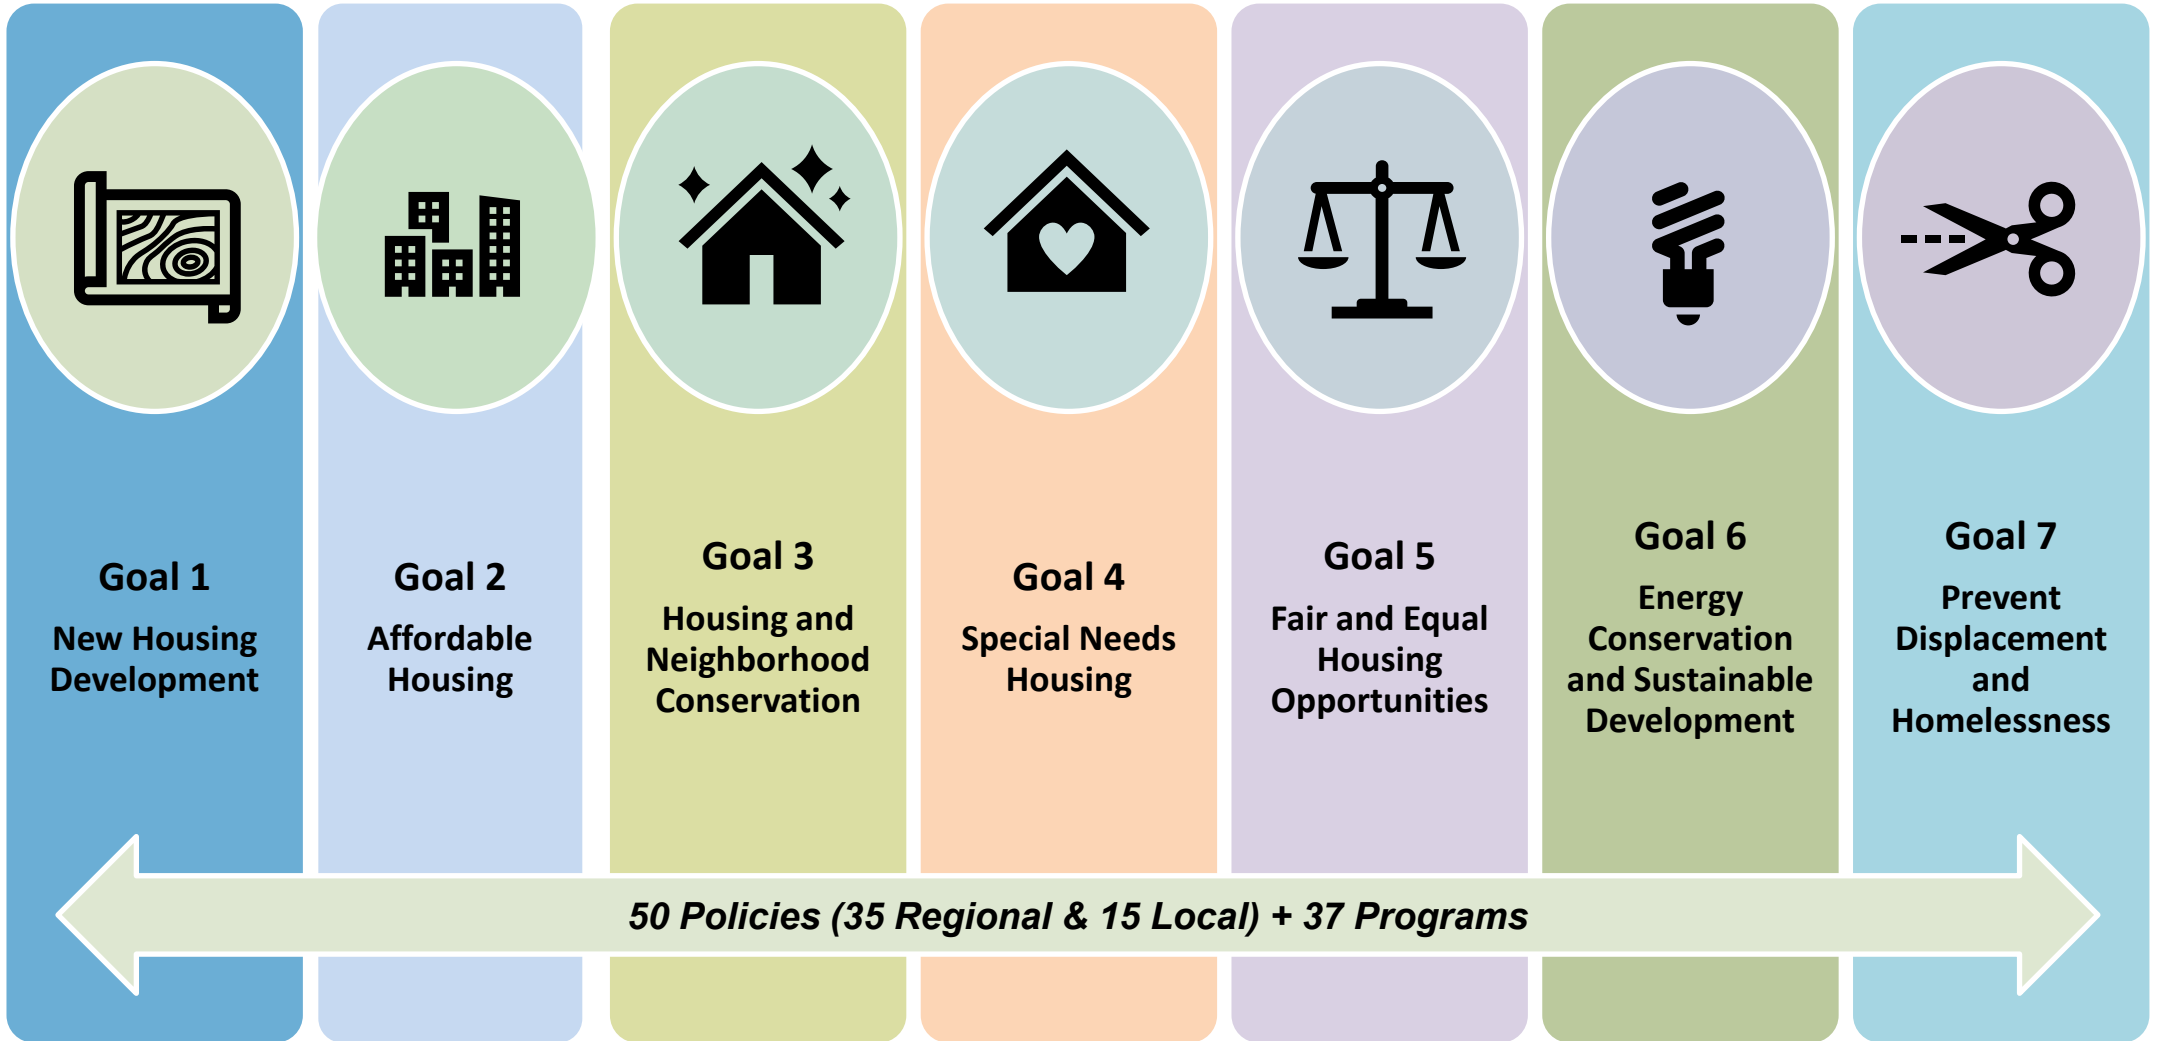 Goal 1
New Housing
Development
Goal 2
Affordable
Housing
Goal 3
Housing and
Neighborhood
Conservation
Goal 4
Special Needs
Housing
Goal 5
Fair and Equal
Housing
Opportunities
Goal 6
Energy
Conservation
and Sustainable
Development
Goal 7
Prevent
Displacement
and
Homelessness
50 Policies (35 Regional & 15 Local) + 37 Programs